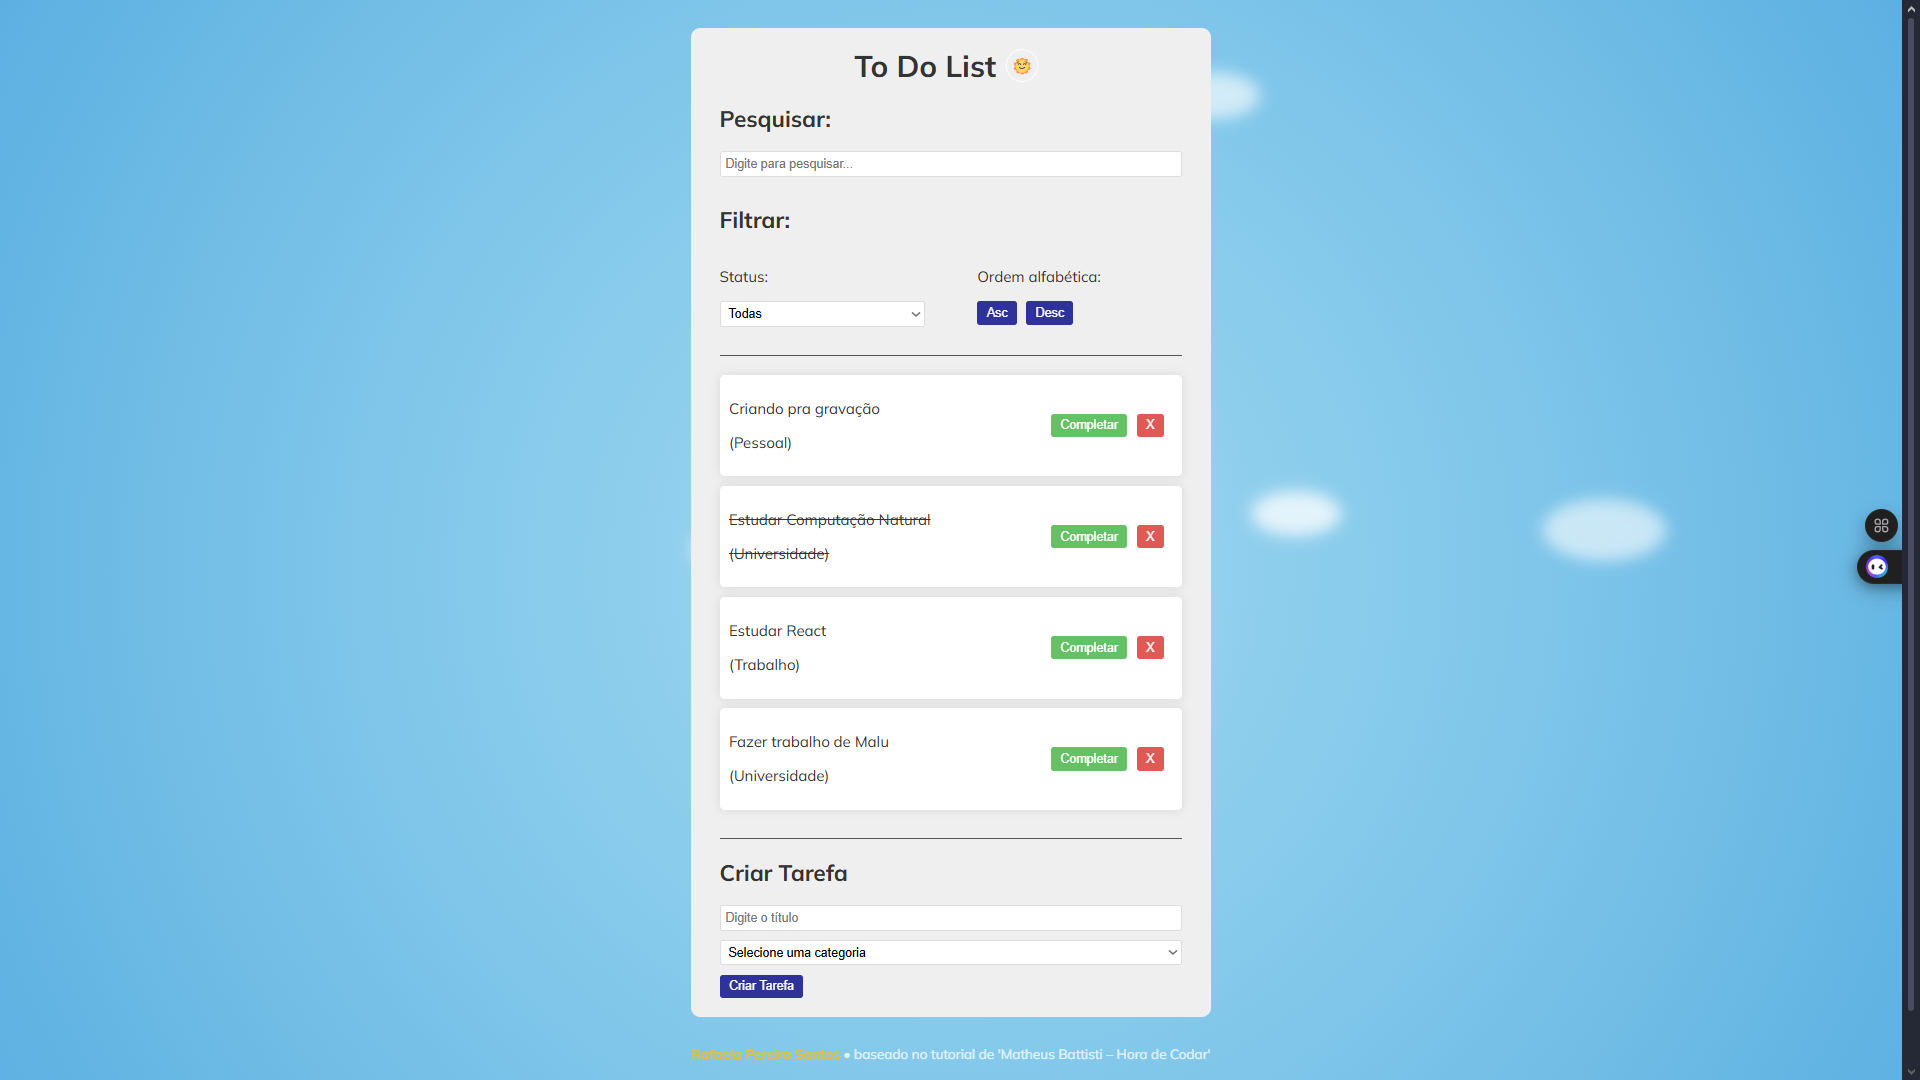 To Do List
Pesquisar:
Digite para pesquisar...
Filtrar:
Status:
Ordem alfabética:
Todas
Asc
Desc
Criando pra gravação
(Pessoal)
Completar
X
Estudar Computação Natural
(Universidade)
Completar
X
Estudar React
(Trabalho)
Completar
X
Fazer trabalho de Malu
(Universidade)
Completar
X
Criar Tarefa
Digite o título
Selecione uma categoria
Criar Tarefa
Rafaela Pereira Santos • baseado no tutorial de 'Matheus Battisti – Hora de Codar'